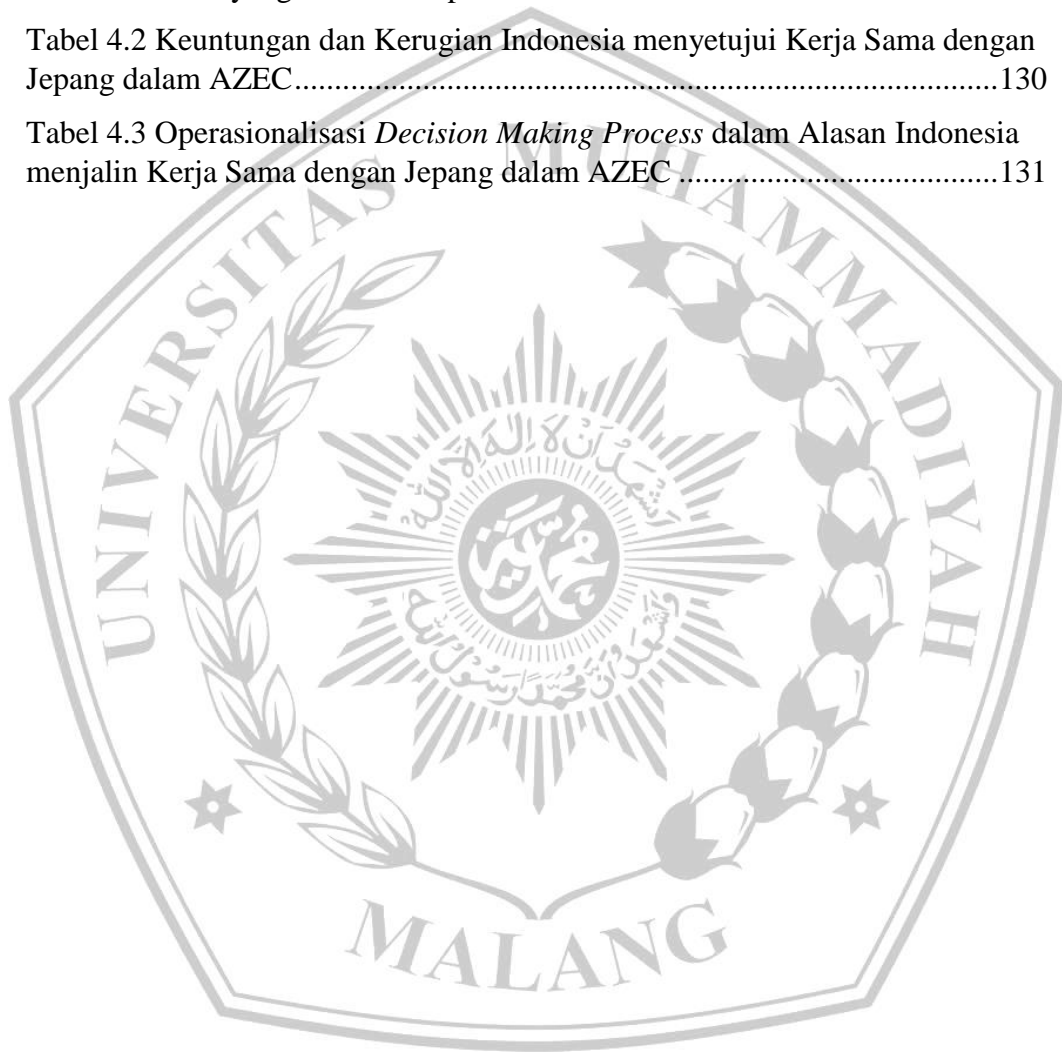 Tabel 4.2 Keuntungan dan Kerugian Indonesia menyetujui Kerja Sama dengan
Jepang dalam AZEC........................................................................................130
Tabel 4.3 Operasionalisasi Decision Making Process dalam Alasan Indonesia
menjalin Kerja Sama dengan Jepang dalam AZEC ........................................131
UNIVERSITAS MUHAMMADIYAH
MALANG